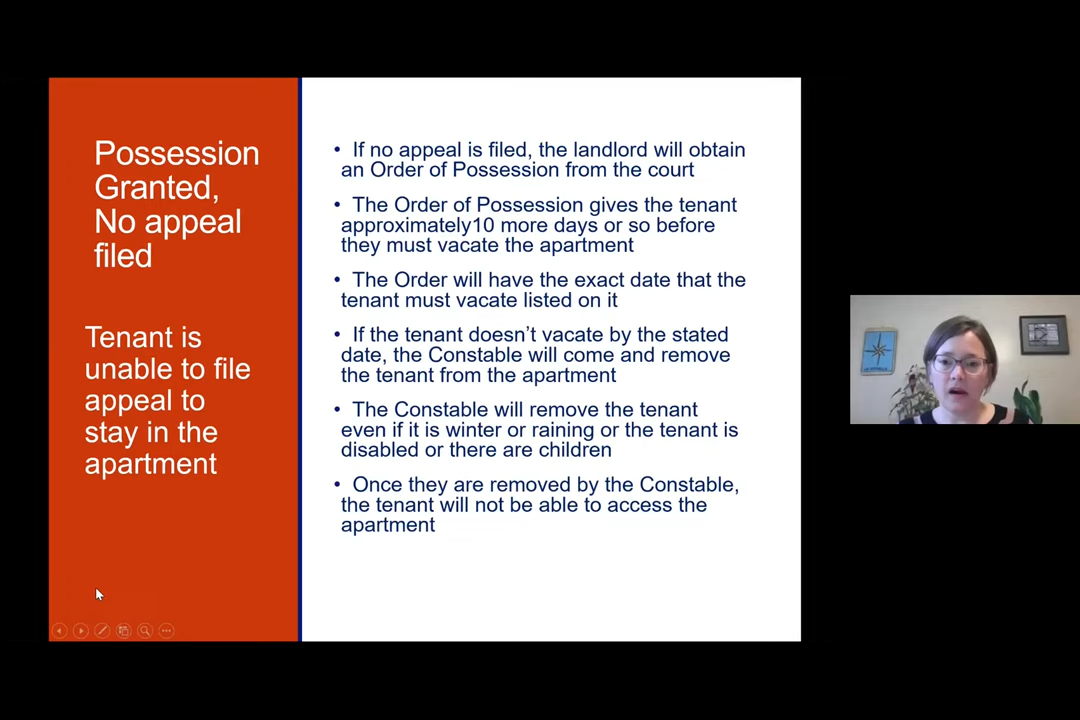 Possession
Granted,
No appeal
filed
Tenant is
unable to file
appeal to
stay in the
apartment
• If no appeal is filed, the landlord will obtain
an Order of Possession from the court
• The Order of Possession gives the tenant
approximately10 more days or so before
they must vacate the apartment
• The Order will have the exact date that the
tenant must vacate listed on it
• If the tenant doesn’t vacate by the stated
date, the Constable will come and remove
the tenant from the apartment
• The Constable will remove the tenant
even if it is winter or raining or the tenant is
disabled or there are children
• Once they are removed by the Constable,
the tenant will not be able to access the
apartment